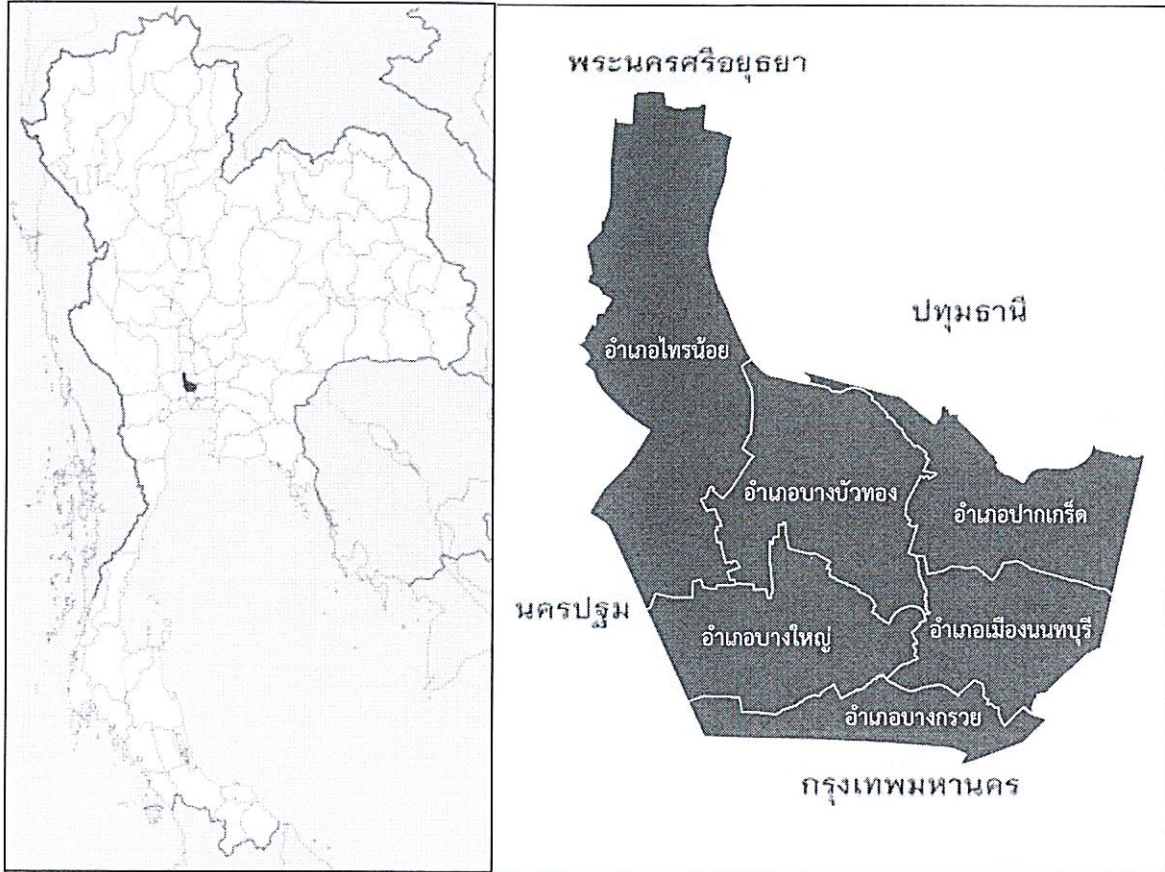 พระนครศรีอยุธยา
ปทุมธานี
อำเภอไทรน้อย
อำเภอบางบัวทอง
อำเภอปากเกร็ด
นครปฐม
อำเภอบางใหญ่
อำเภอเมืองนนทบุรี
อำเภอบางกรวย
กรุงเทพมหานคร